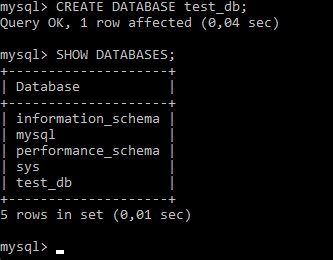 mysql> CREATE DATABASE test_db;
Query OK, 1 row affected (0,04 sec)
mysql> SHOW DATABASES;
+--------------------+
| Database           |
+--------------------+
| information_schema |
| mysql              |
| performance_schema |
| sys                |
| test_db            |
+--------------------+
5 rows in set (0,01 sec)
mysql> _